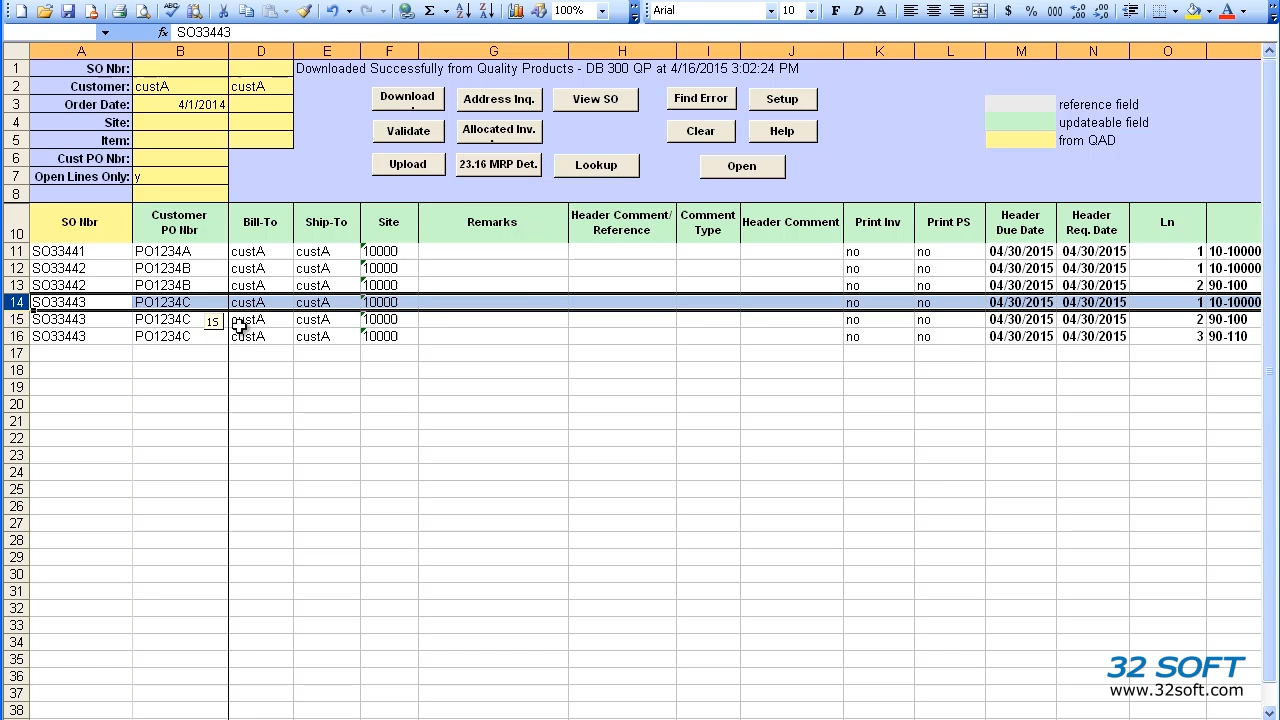 100% Arial 10 B D A $ %
fx SO33443
A B D E F G H I J K L M N O
1 SO Nbr: Downloaded Successfully from Quality Products - DB 300 QP at 4/16/2015 3:02:24 PM
2 Customer: custA custA
3 Order Date: 4/1/2014 Download Address Inq. View SO Find Error Setup reference field
4 Site: Validate Allocated Inv. Clear Help updateable field
5 Item: from QAD
6 Cust PO Nbr: Upload 23.16 MRP Det. Lookup Open
7 Open Lines Only: y
8
10 SO Nbr Customer PO Nbr Bill-To Ship-To Site Remarks Header Comment/ Reference Comment Type Header Comment Print Inv Print PS Header Due Date Header Req. Date Ln
11 SO33441 PO1234A custA custA 10000 no no 04/30/2015 04/30/2015 1 10-10000
12 SO33442 PO1234B custA custA 10000 no no 04/30/2015 04/30/2015 1 10-10000
13 SO33442 PO1234B custA custA 10000 no no 04/30/2015 04/30/2015 2 90-100
14 SO33443 PO1234C custA custA 10000 no no 04/30/2015 04/30/2015 1 10-10000
15 SO33443 PO1234C 15 custA custA 10000 no no 04/30/2015 04/30/2015 2 90-100
16 SO33443 PO1234C custA custA 10000 no no 04/30/2015 04/30/2015 3 90-110
17
18
19
20
21
22
23
24
25
26
27
28
29
30
31
32
33
34
35
36
37
38
32 SOFT
www.32soft.com